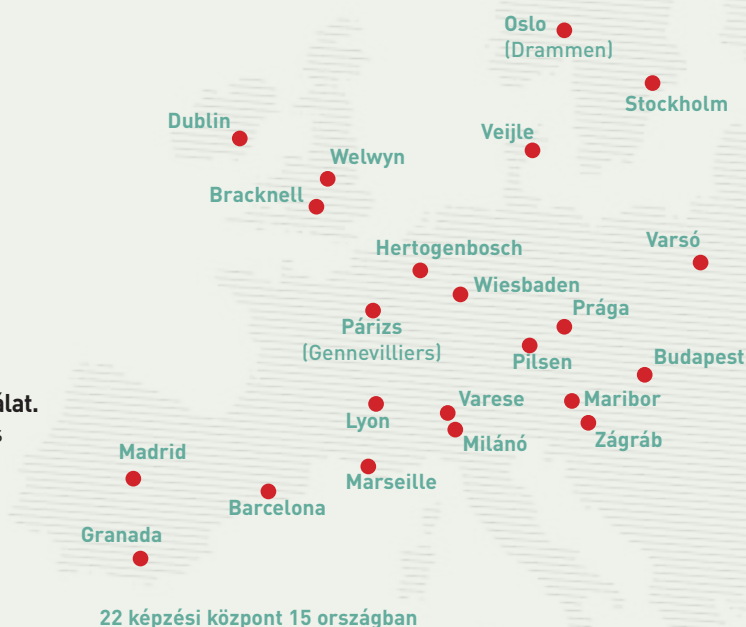 Oslo
(Drammen)
Stockholm
Dublin
Veijle
Welwyn
Bracknell
Varsó
Hertogenbosch
Wiesbaden
Prága
Párizs
(Gennevilliers)
Pilsen
Budapest
Varese
Maribor
Lyon
Milánó
Zágráb
Madrid
Marseille
Barcelona
Granada
22 képzési központ 15 országban